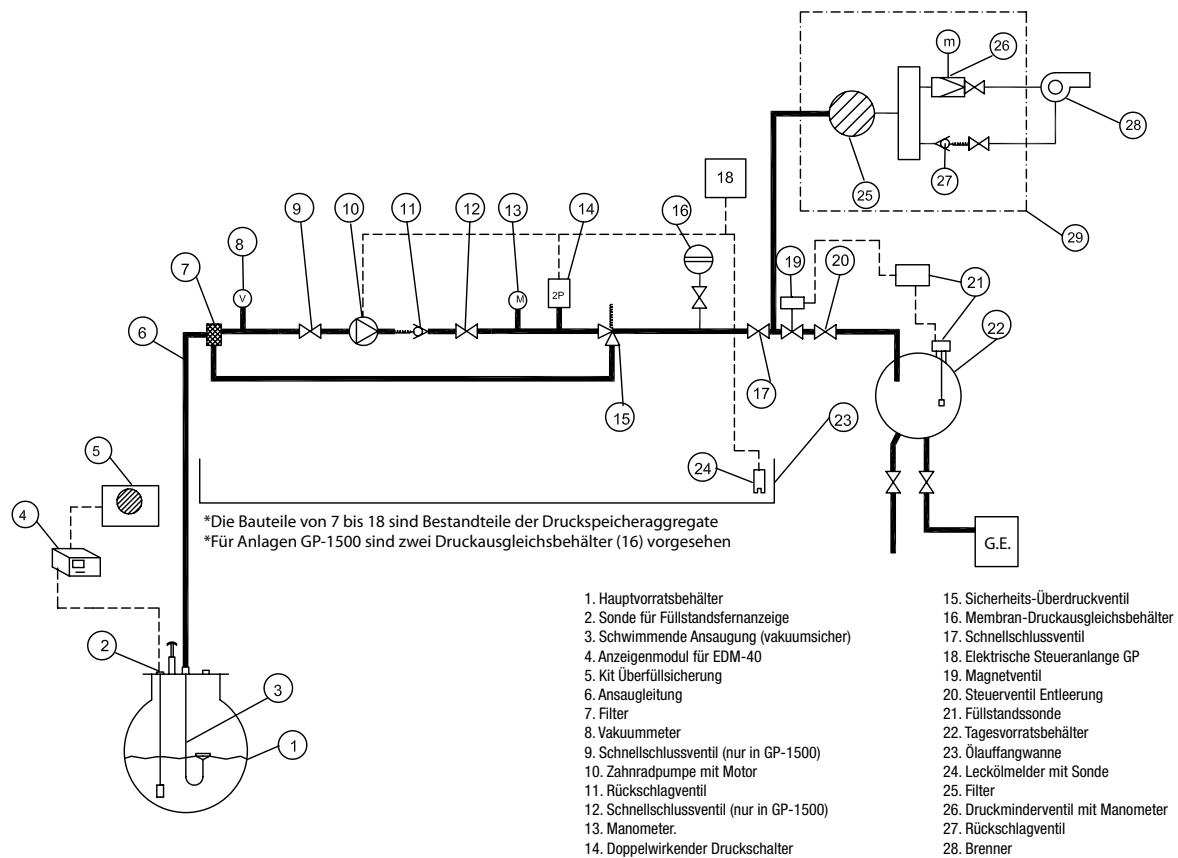 m
26
28
25
27
29
18
9
10
11
12
13
14
16
8
7
19
20
21
22
V
M
2P
6
15
17
23
24
5
4
*Die Bauteile von 7 bis 18 sind Bestandteile der Druckspeicheraggregate
*Für Anlagen GP-1500 sind zwei Druckausgleichsbehälter (16) vorgesehen
G.E.
2
3
1
1. Hauptvorratsbehälter
2. Sonde für Füllstandsfernanzeige
3. Schwimmende Ansaugung (vakuumsicher)
4. Anzeigenmodul für EDM-40
5. Kit Überfüllsicherung
6. Ansaugleitung
7. Filter
8. Vakuummeter
9. Schnellschlussventil (nur in GP-1500)
10. Zahnradpumpe mit Motor
11. Rückschlagventil
12. Schnellschlussventil (nur in GP-1500)
13. Manometer.
14. Doppelwirkender Druckschalter
15. Sicherheits-Überdruckventil
16. Membran-Druckausgleichsbehälter
17. Schnellschlussventil
18. Elektrische Steueranlange GP
19. Magnetventil
20. Steuerventil Entleerung
21. Füllstandssonde
22. Tagesvorratsbehälter
23. Ölauffangwanne
24. Leckölmelder mit Sonde
25. Filter
26. Druckminderventil mit Manometer
27. Rückschlagventil
28. Brenner